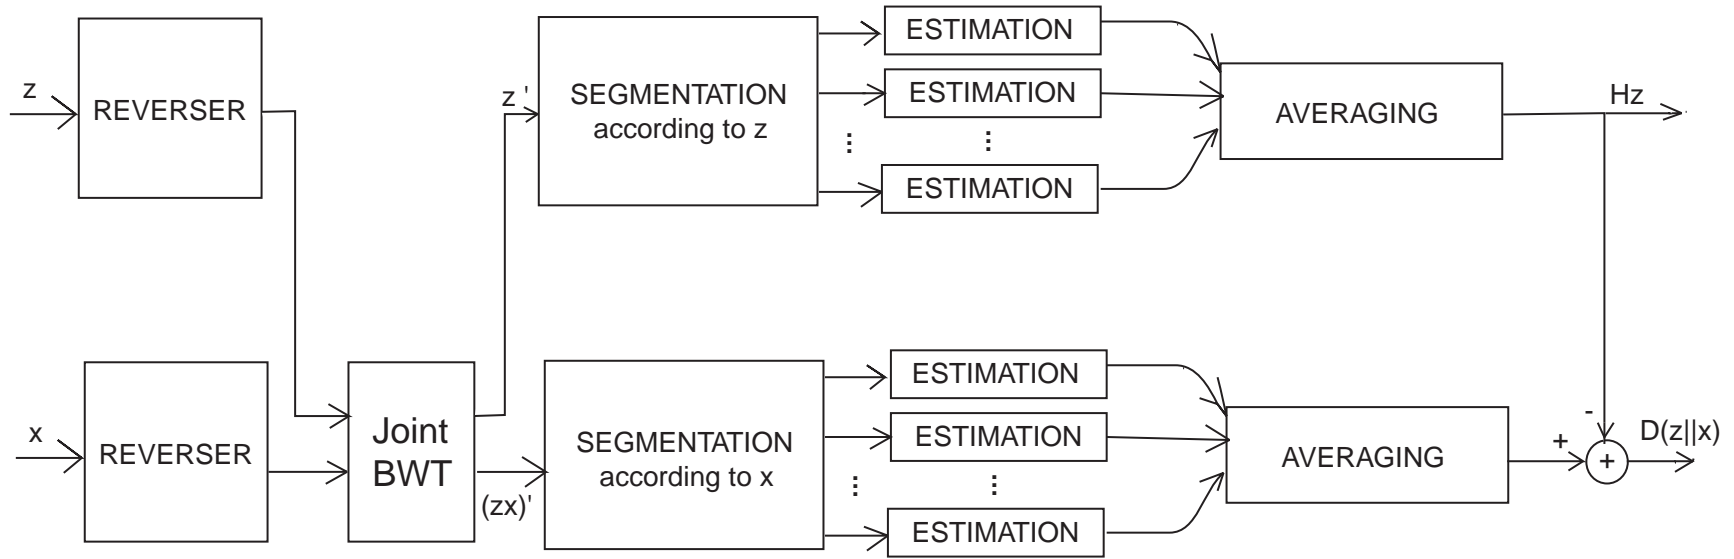 z
REVERSER
z '
SEGMENTATION
according to z
ESTIMATION
ESTIMATION
...
...
ESTIMATION
AVERAGING
Hz
x
REVERSER
Joint
BWT
(zx)'
SEGMENTATION
according to x
ESTIMATION
ESTIMATION
...
...
ESTIMATION
AVERAGING
-
+
+
D(z||x)